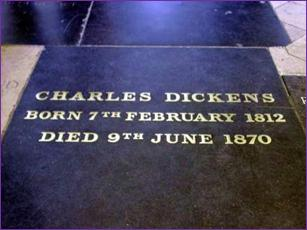 CHARLES DICKENS
BORN 7TH FEBRUARY 1812
DIED 9TH JUNE 1870